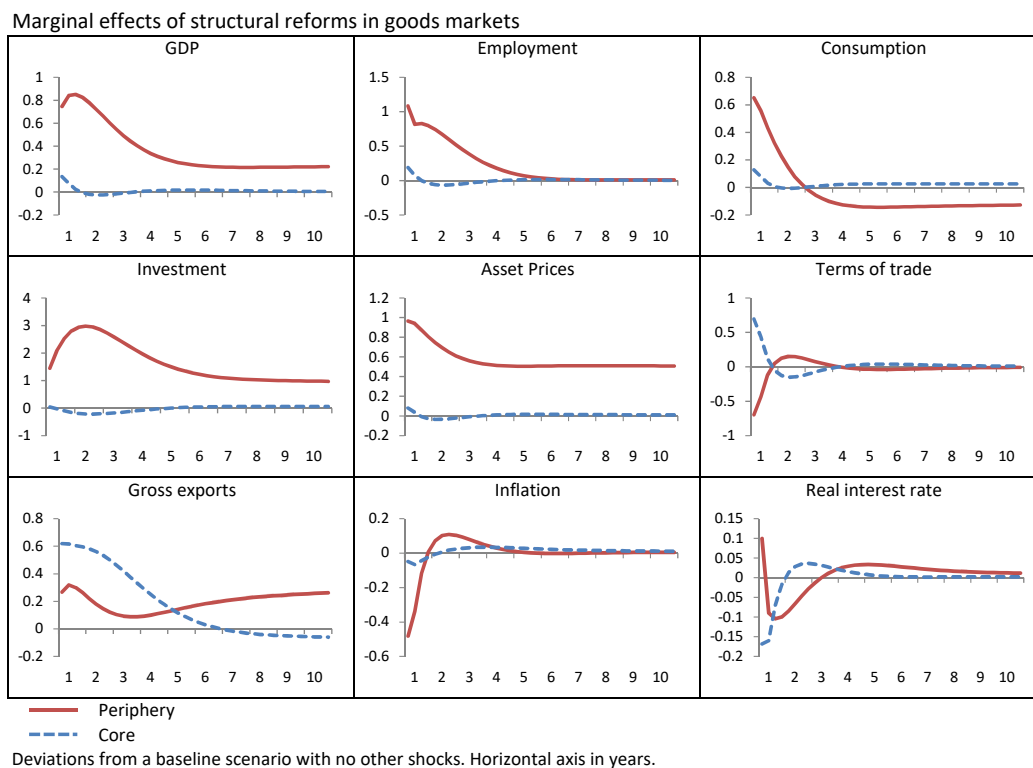 Marginal effects of structural reforms in goods markets
GDP
1
0.8
0.6
0.4
0.2
0
-0.2
1 2 3 4 5 6 7 8 9 10
Employment
1.5
1
0.5
0
-0.5
1 2 3 4 5 6 7 8 9 10
Consumption
0.8
0.6
0.4
0.2
0
-0.2
1 2 3 4 5 6 7 8 9 10
Investment
4
3
2
1
0
-1
1 2 3 4 5 6 7 8 9 10
Asset Prices
1.2
1
0.8
0.6
0.4
0.2
0
-0.2
1 2 3 4 5 6 7 8 9 10
Terms of trade
1
0.5
0
-0.5
-1
1 2 3 4 5 6 7 8 9 10
Gross exports
0.8
0.6
0.4
0.2
0
-0.2
1 2 3 4 5 6 7 8 9 10
Inflation
0.2
0
-0.2
-0.4
-0.6
1 2 3 4 5 6 7 8 9 10
Real interest rate
0.15
0.1
0.05
0
-0.05
-0.1
-0.15
-0.2
1 2 3 4 5 6 7 8 9 10
Periphery
Core
Deviations from a baseline scenario with no other shocks. Horizontal axis in years.